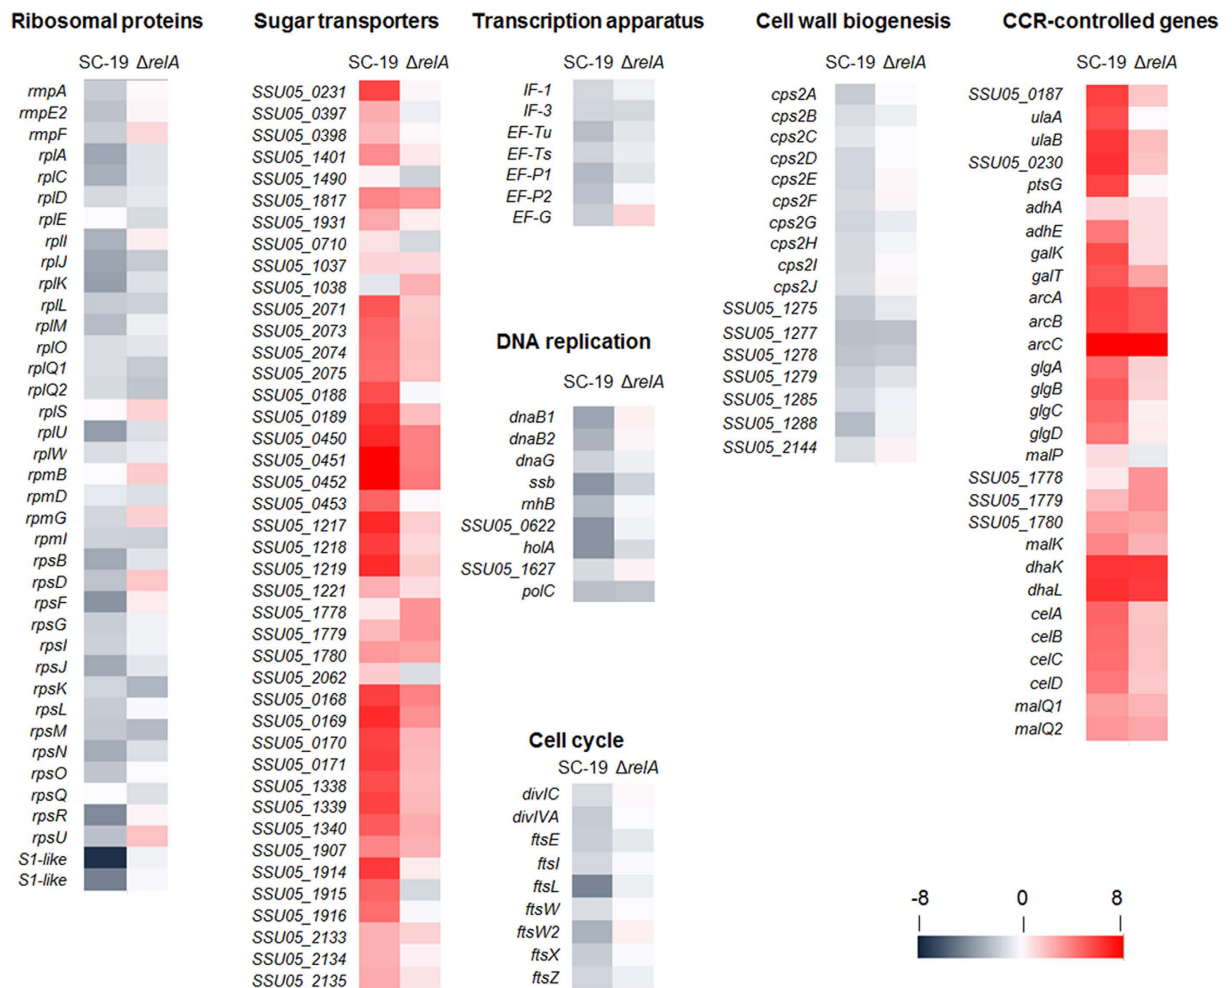 Ribosomal proteins
SC-19 ΔrelA
rmpA
rmpE2
rmpF
rplA
rplC
rplD
rplE
rplI
rplJ
rplK
rplL
rplM
rplO
rplQ1
rplQ2
rplS
rplU
rplW
rpmB
rpmD
rpmG
rpmI
rpsB
rpsD
rpsF
rpsG
rpsI
rpsJ
rpsK
rpsL
rpsM
rpsN
rpsO
rpsQ
rpsR
rpsU
S1-like
S1-like
Sugar transporters
SC-19 ΔrelA
SSU05_0231
SSU05_0397
SSU05_0398
SSU05_1401
SSU05_1490
SSU05_1817
SSU05_1931
SSU05_0710
SSU05_1037
SSU05_1038
SSU05_2071
SSU05_2073
SSU05_2074
SSU05_2075
SSU05_0188
SSU05_0189
SSU05_0450
SSU05_0451
SSU05_0452
SSU05_0453
SSU05_1217
SSU05_1218
SSU05_1219
SSU05_1221
SSU05_1778
SSU05_1779
SSU05_1780
SSU05_2062
SSU05_0168
SSU05_0169
SSU05_0170
SSU05_0171
SSU05_1338
SSU05_1339
SSU05_1340
SSU05_1907
SSU05_1914
SSU05_1915
SSU05_1916
SSU05_2133
SSU05_2134
SSU05_2135
Transcription apparatus
SC-19 ΔrelA
IF-1
IF-3
EF-Tu
EF-Ts
EF-P1
EF-P2
EF-G
DNA replication
SC-19 ΔrelA
dnaB1
dnaB2
dnaG
ssb
rnhB
SSU05_0622
holA
SSU05_1627
polC
Cell cycle
SC-19 ΔrelA
divIC
divIVA
ftsE
ftsI
ftsL
ftsW
ftsW2
ftsX
ftsZ
Cell wall biogenesis
SC-19 ΔrelA
cps2A
cps2B
cps2C
cps2D
cps2E
cps2F
cps2G
cps2H
cps2I
cps2J
SSU05_1275
SSU05_1277
SSU05_1278
SSU05_1279
SSU05_1285
SSU05_1288
SSU05_2144
CCR-controlled genes
SC-19 ΔrelA
SSU05_0187
ulaA
ulaB
SSU05_0230
ptsG
adhA
adhE
galK
galT
arcA
arcB
arcC
glgA
glgB
glgC
glgD
malP
SSU05_1778
SSU05_1779
SSU05_1780
malK
dhaK
dhaL
celA
celB
celC
celD
malQ1
malQ2
-8 0 8